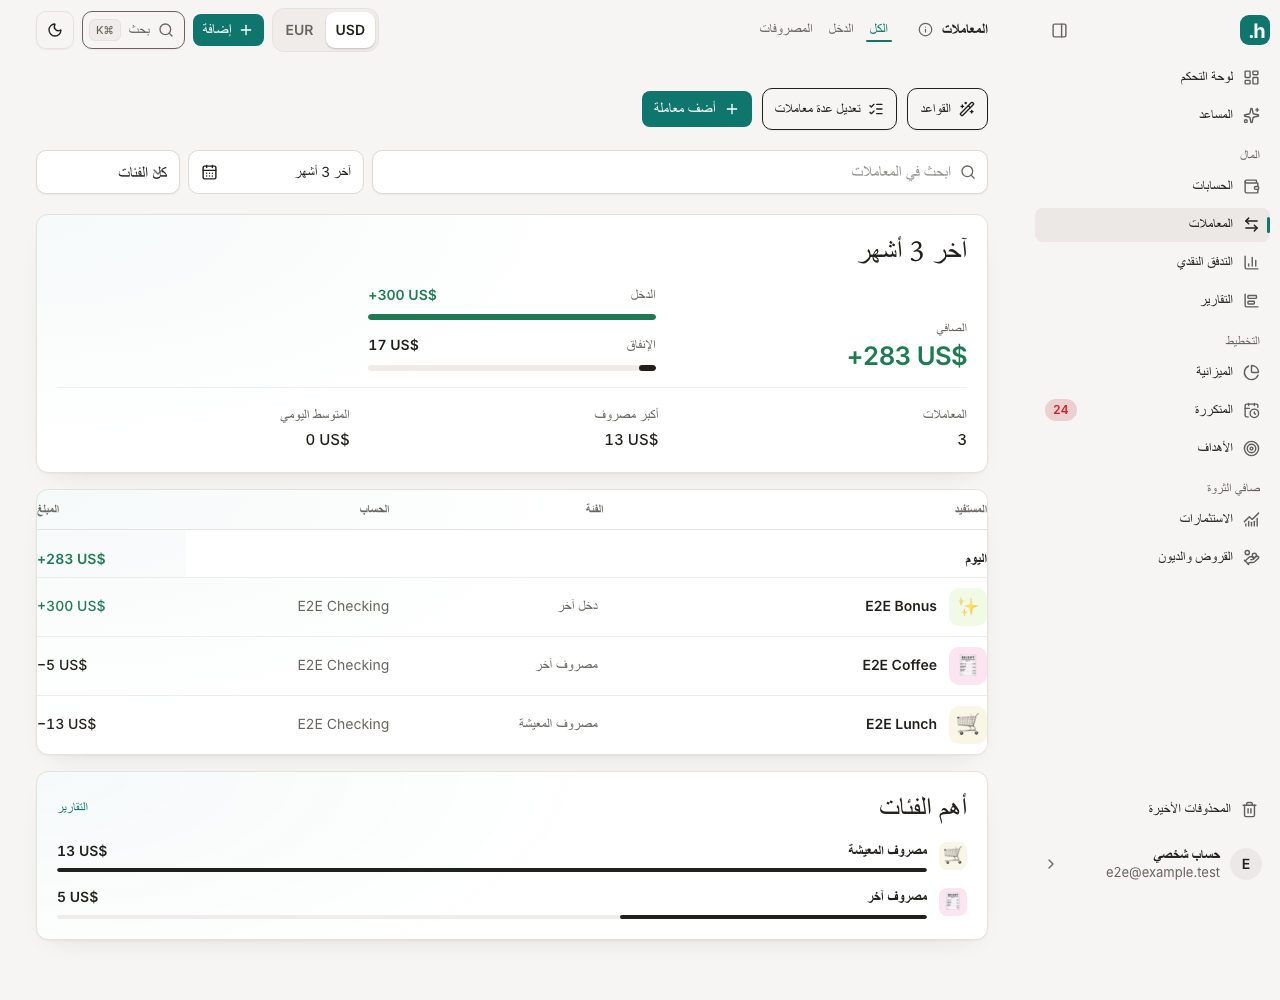 h.
لوحة التحكم
المساعد
المال
الحسابات
المعاملات
التدفق النقدي
التقارير
التخطيط
الميزانية
المتكررة
24
الأهداف
صافي الثروة
الاستثمارات
القروض والديون
المحذوفات الأخيرة
E
حساب شخصي
e2e@example.test
المعاملات
الكل
الدخل
المصروفات
USD
EUR
إضافة
بحث
⌘K
القواعد
تعديل عدة معاملات
أضف معاملة
ابحث في المعاملات
آخر 3 أشهر
كل الفئات
آخر 3 أشهر
الصافي
+283 US$
الدخل
+300 US$
الإنفاق
17 US$
المعاملات
3
أكبر مصروف
13 US$
المتوسط اليومي
0 US$
المستفيد
الفئة
الحساب
المبلغ
اليوم
+283 US$
E2E Bonus
دخل آخر
E2E Checking
+300 US$
E2E Coffee
مصروف آخر
E2E Checking
−5 US$
E2E Lunch
مصروف المعيشة
E2E Checking
−13 US$
أهم الفئات
التقارير
مصروف المعيشة
13 US$
مصروف آخر
5 US$